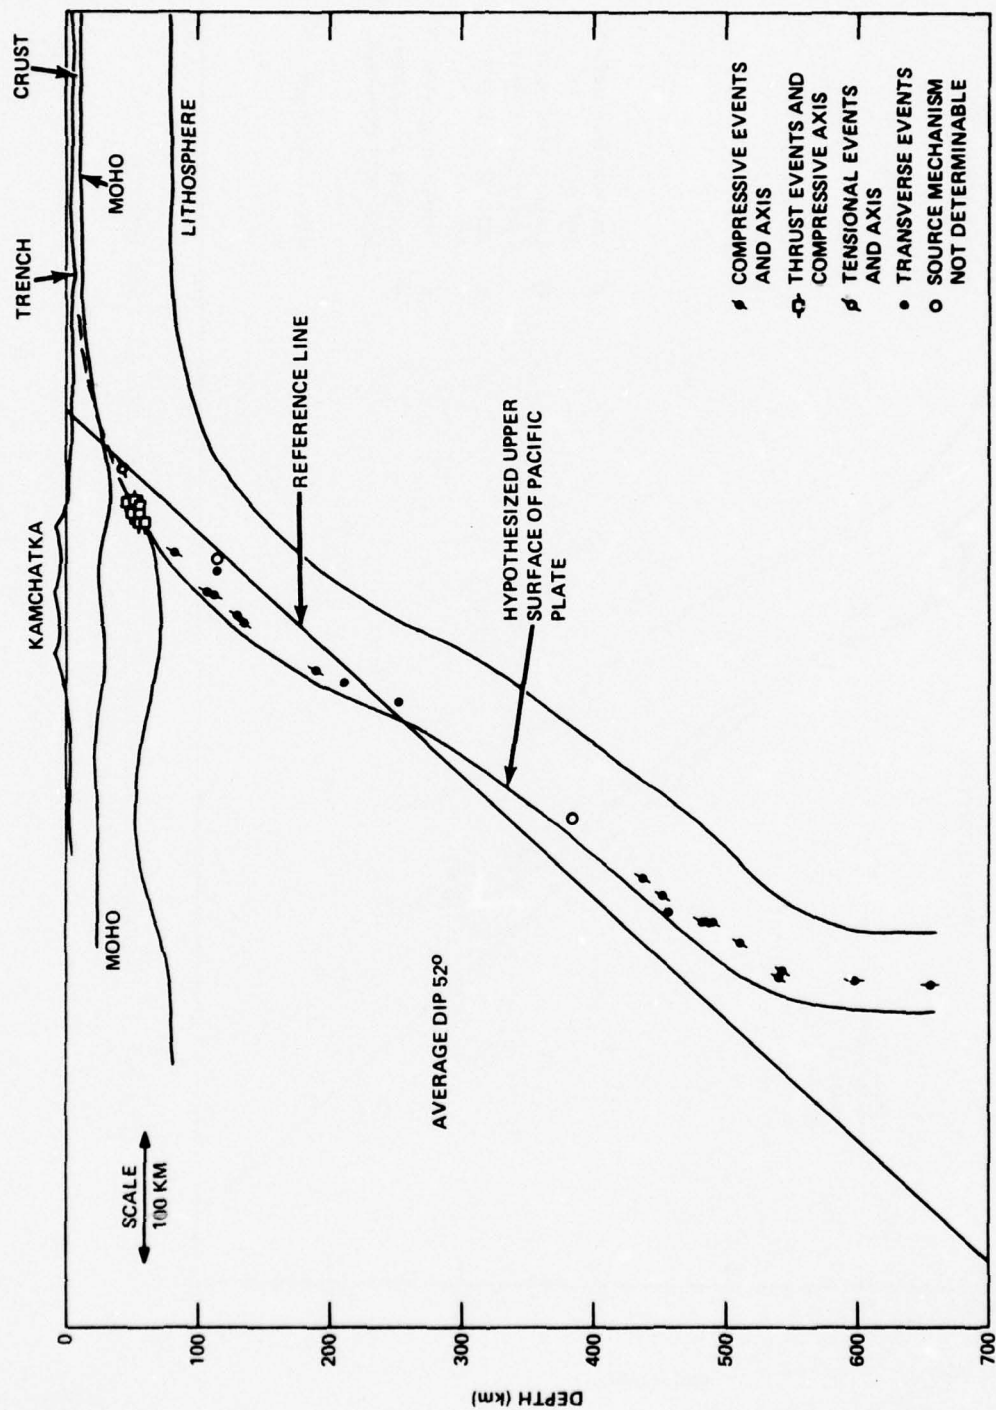 TRENCH
CRUST
KAMCHATKA
MOHO
LITHOSPHERE
REFERENCE LINE
HYPOTHESIZED UPPER
SURFACE OF PACIFIC
PLATE
MOHO
AVERAGE DIP 52°
SCALE
100 KM
COMPRESSIVE EVENTS
AND AXIS
THRUST EVENTS AND
COMPRESSIVE AXIS
TENSIONAL EVENTS
AND AXIS
TRANSVERSE EVENTS
SOURCE MECHANISM
NOT DETERMINABLE
0
100
200
300
400
500
600
700
DEPTH (km)